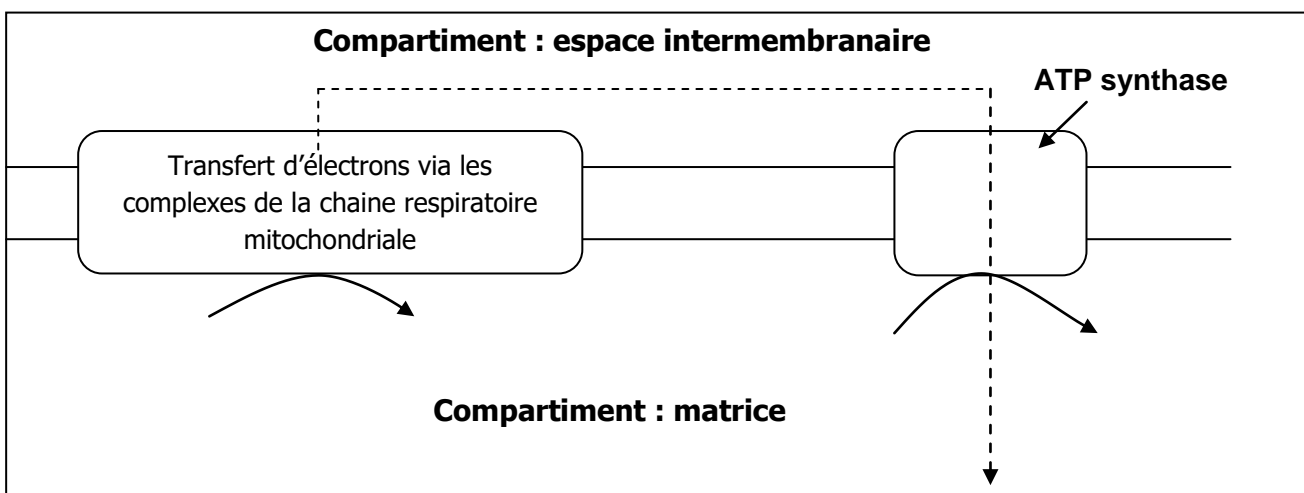 Compartiment : espace intermembranaire
ATP synthase
Transfert d’électrons via les
complexes de la chaine respiratoire
mitochondriale
Compartiment : matrice